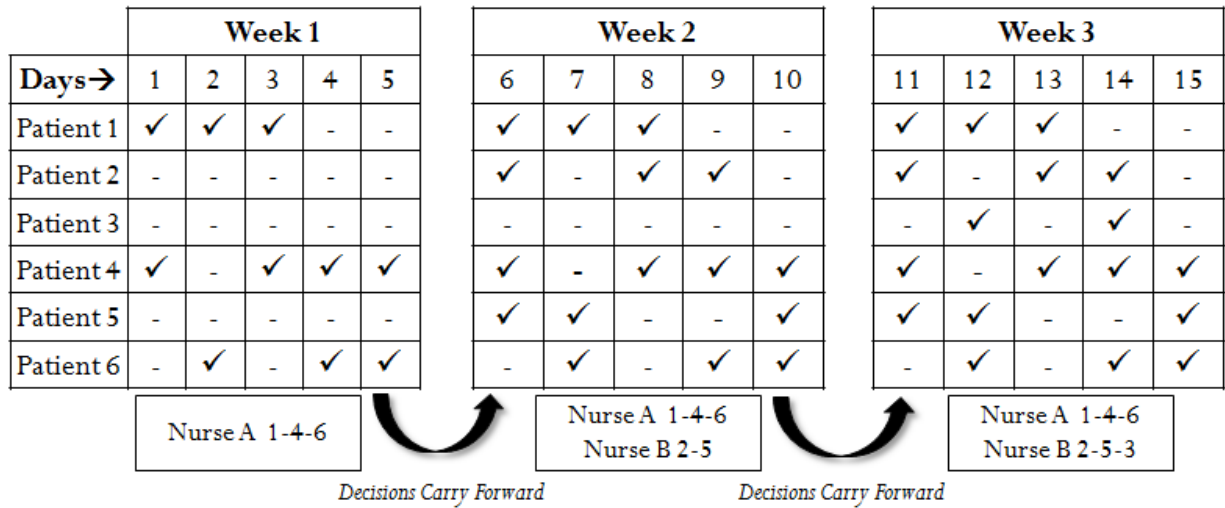 Week 1 Week 2 Week 3
Days→ 1 2 3 4 5 6 7 8 9 10 11 12 13 14 15
Patient 1 ✓ ✓ ✓ - - ✓ ✓ ✓ - - ✓ ✓ ✓ - -
Patient 2 - - - - - ✓ - ✓ ✓ - ✓ - ✓ ✓ -
Patient 3 - - - - - - - - - - - ✓ - ✓ -
Patient 4 ✓ - ✓ ✓ ✓ ✓ - ✓ ✓ ✓ ✓ - ✓ ✓ ✓
Patient 5 - - - - - ✓ ✓ - - ✓ ✓ ✓ - - ✓
Patient 6 - ✓ - ✓ ✓ - ✓ - ✓ ✓ - ✓ - ✓ ✓
Nurse A 1-4-6
Nurse A 1-4-6
Nurse B 2-5
Nurse A 1-4-6
Nurse B 2-5-3
Decisions Carry Forward
Decisions Carry Forward